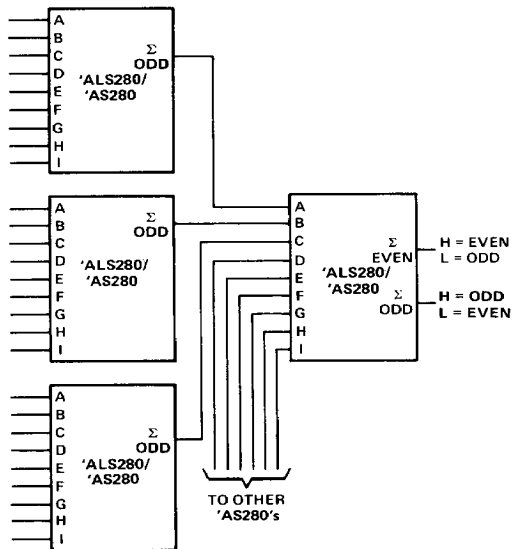 A
B
C
D
E
F
G
H
I
Σ
ODD
'ALS280/
'AS280
A
B
C
D
E
F
G
H
I
Σ
ODD
'ALS280/
'AS280
A
B
C
D
E
F
G
H
I
Σ
ODD
'ALS280/
'AS280
A
B
C
D
E
F
G
H
I
Σ
EVEN
'ALS280/
'AS280
Σ
ODD
H = EVEN
L = ODD
H = ODD
L = EVEN
TO OTHER
'AS280's